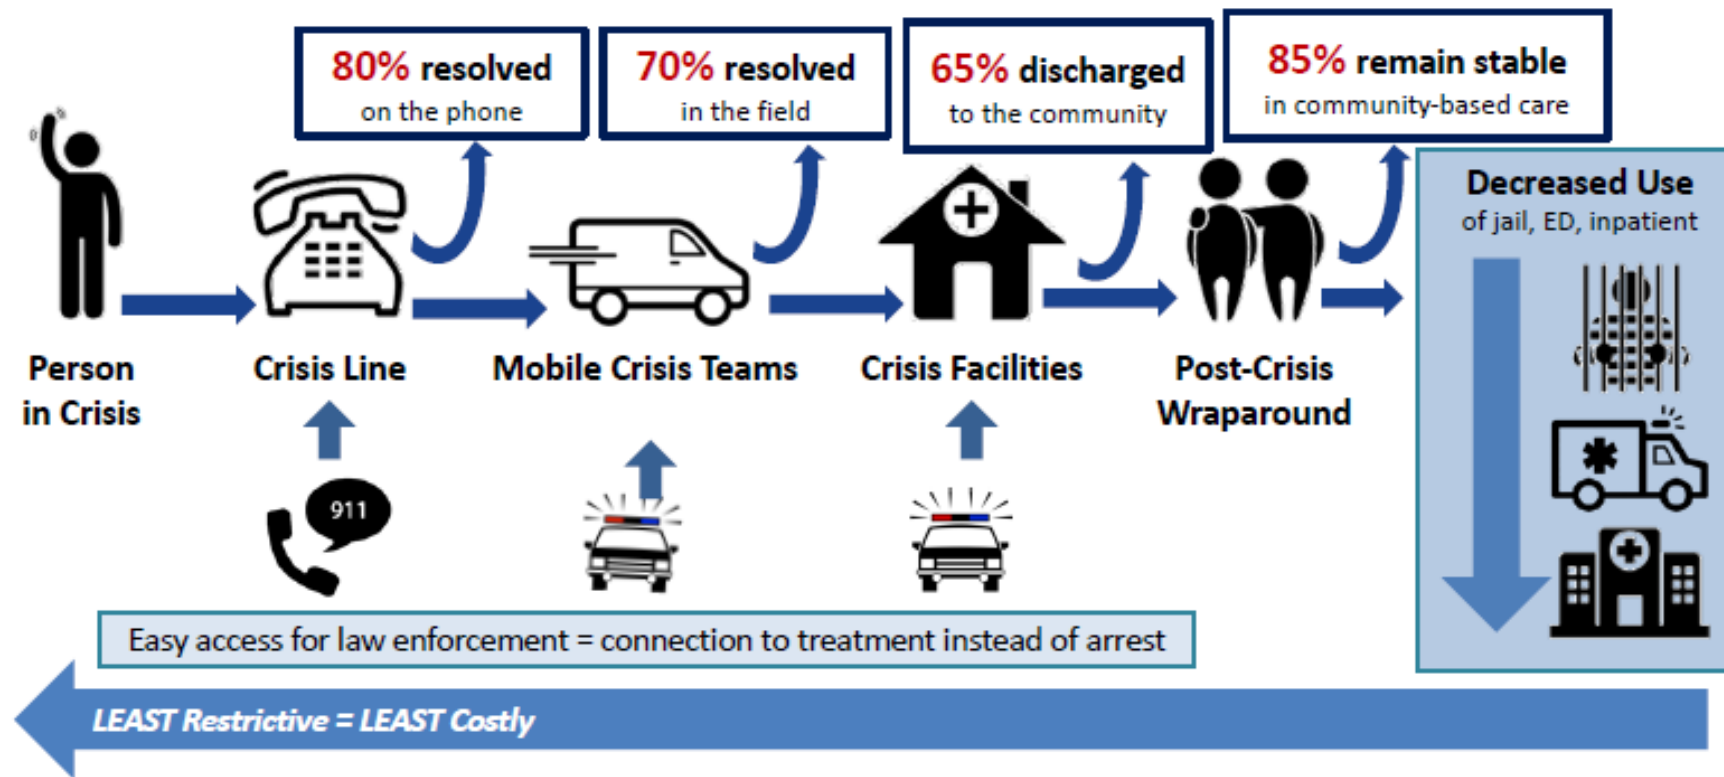 80% resolved
on the phone
70% resolved
in the field
65% discharged
to the community
85% remain stable
in community-based care
Decreased Use
of jail, ED, inpatient
Person
in Crisis
Crisis Line
Mobile Crisis Teams
Crisis Facilities
Post-Crisis
Wraparound
911
Easy access for law enforcement = connection to treatment instead of arrest
LEAST Restrictive = LEAST Costly